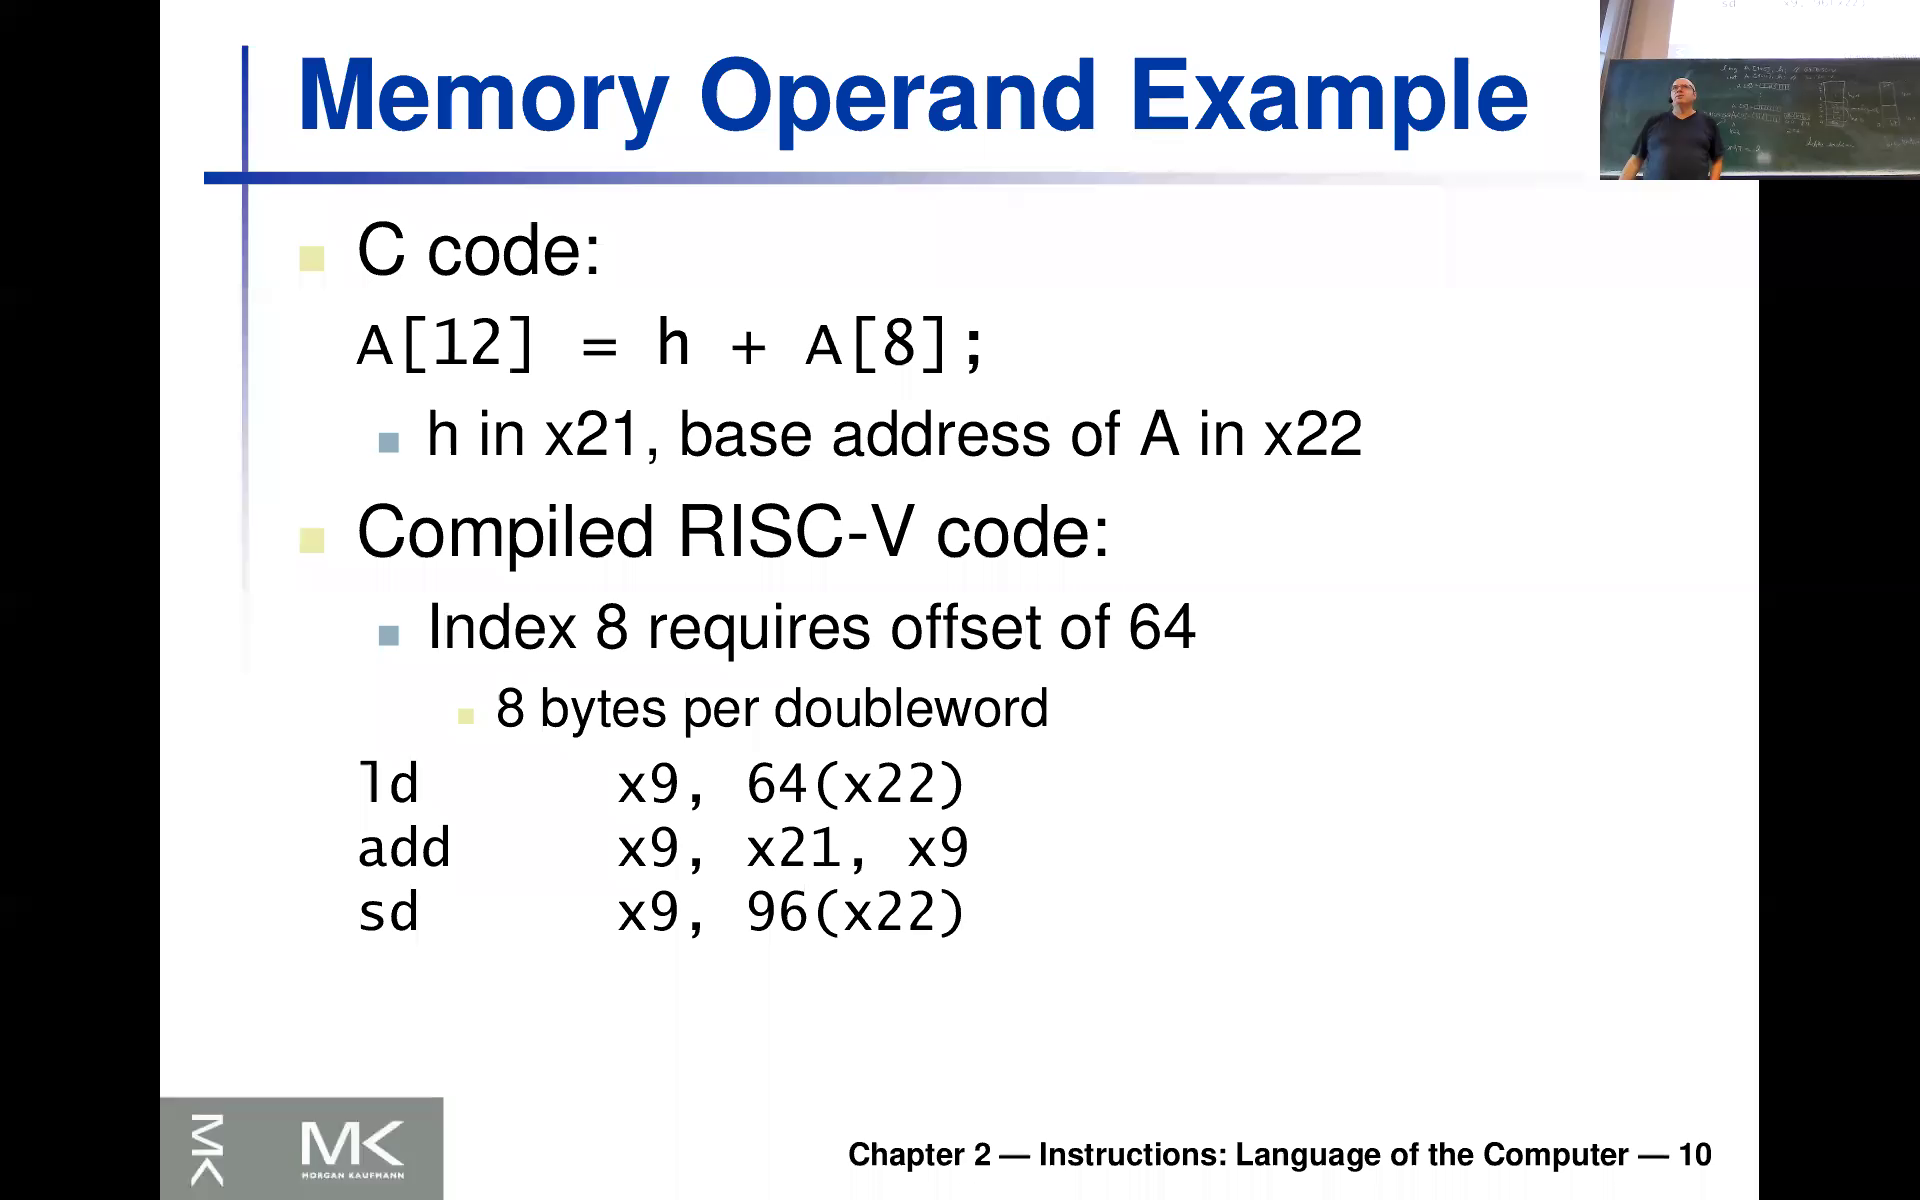 Memory Operand Example
C code:
A[12] = h + A[8];
h in x21, base address of A in x22
Compiled RISC-V code:
Index 8 requires offset of 64
8 bytes per doubleword
ld x9, 64(x22)
add x9, x21, x9
sd x9, 96(x22)
MK
MK
MORGAN KAUFMANN
Chapter 2 — Instructions: Language of the Computer — 10